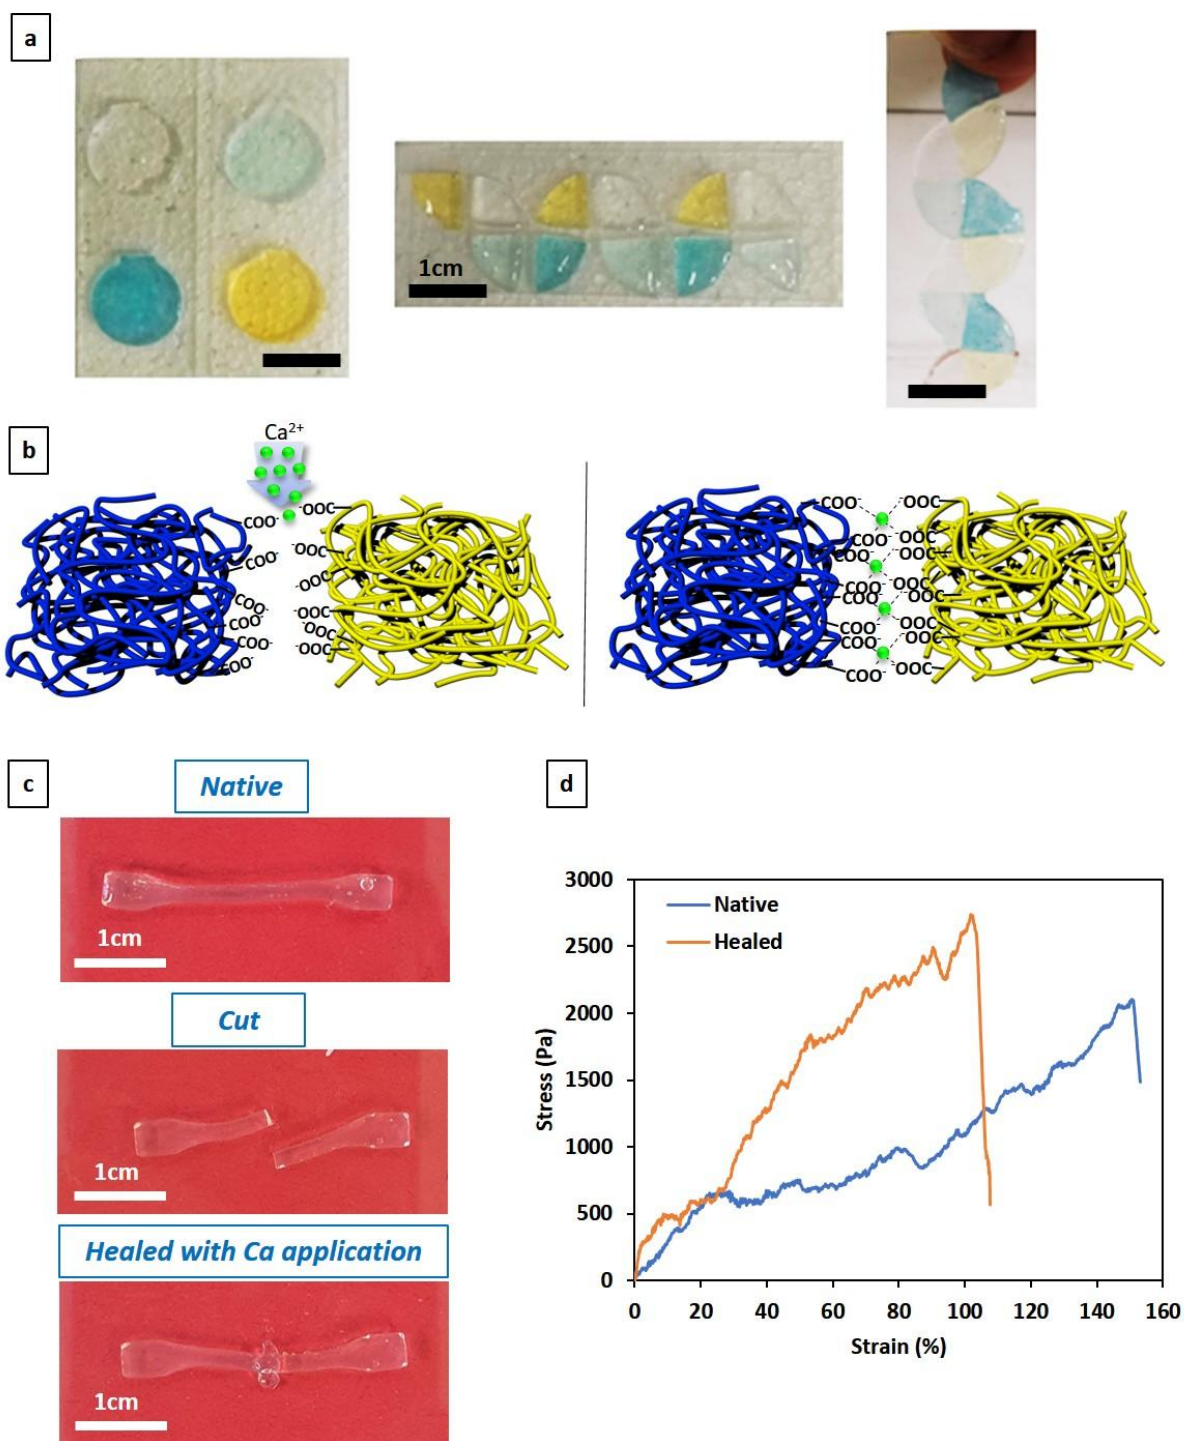 a
1cm
b
Ca²⁺
COO⁻
⁻OOC
COO⁻
⁻OOC
⁻OOC
COO⁻
⁻OOC
COO⁻
⁻OOC
COO⁻
⁻OOC
COO⁻
COO⁻
⁻OOC
COO⁻
⁻OOC
COO⁻
⁻OOC
COO⁻
⁻OOC
COO⁻
⁻OOC
COO⁻
⁻OOC
COO⁻
⁻OOC
COO⁻
⁻OOC
c
Native
1cm
Cut
1cm
Healed with Ca application
1cm
d
3000
2500
2000
1500
1000
500
0
Stress (Pa)
Native
Healed
0 20 40 60 80 100 120 140 160
Strain (%)